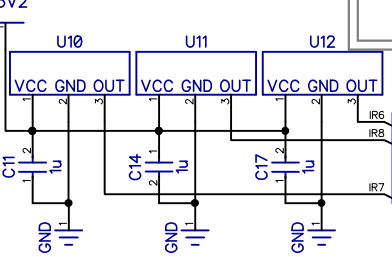 5V2
U10 U11 U12
VCC GND OUT VCC GND OUT VCC GND OUT
1 2 3 1 2 3 1 2 3
IR6
IR8
C11 2 1 1u C14 1 2 1u C17 2 1 1u
IR7
GND 1 GND 1 GND 1